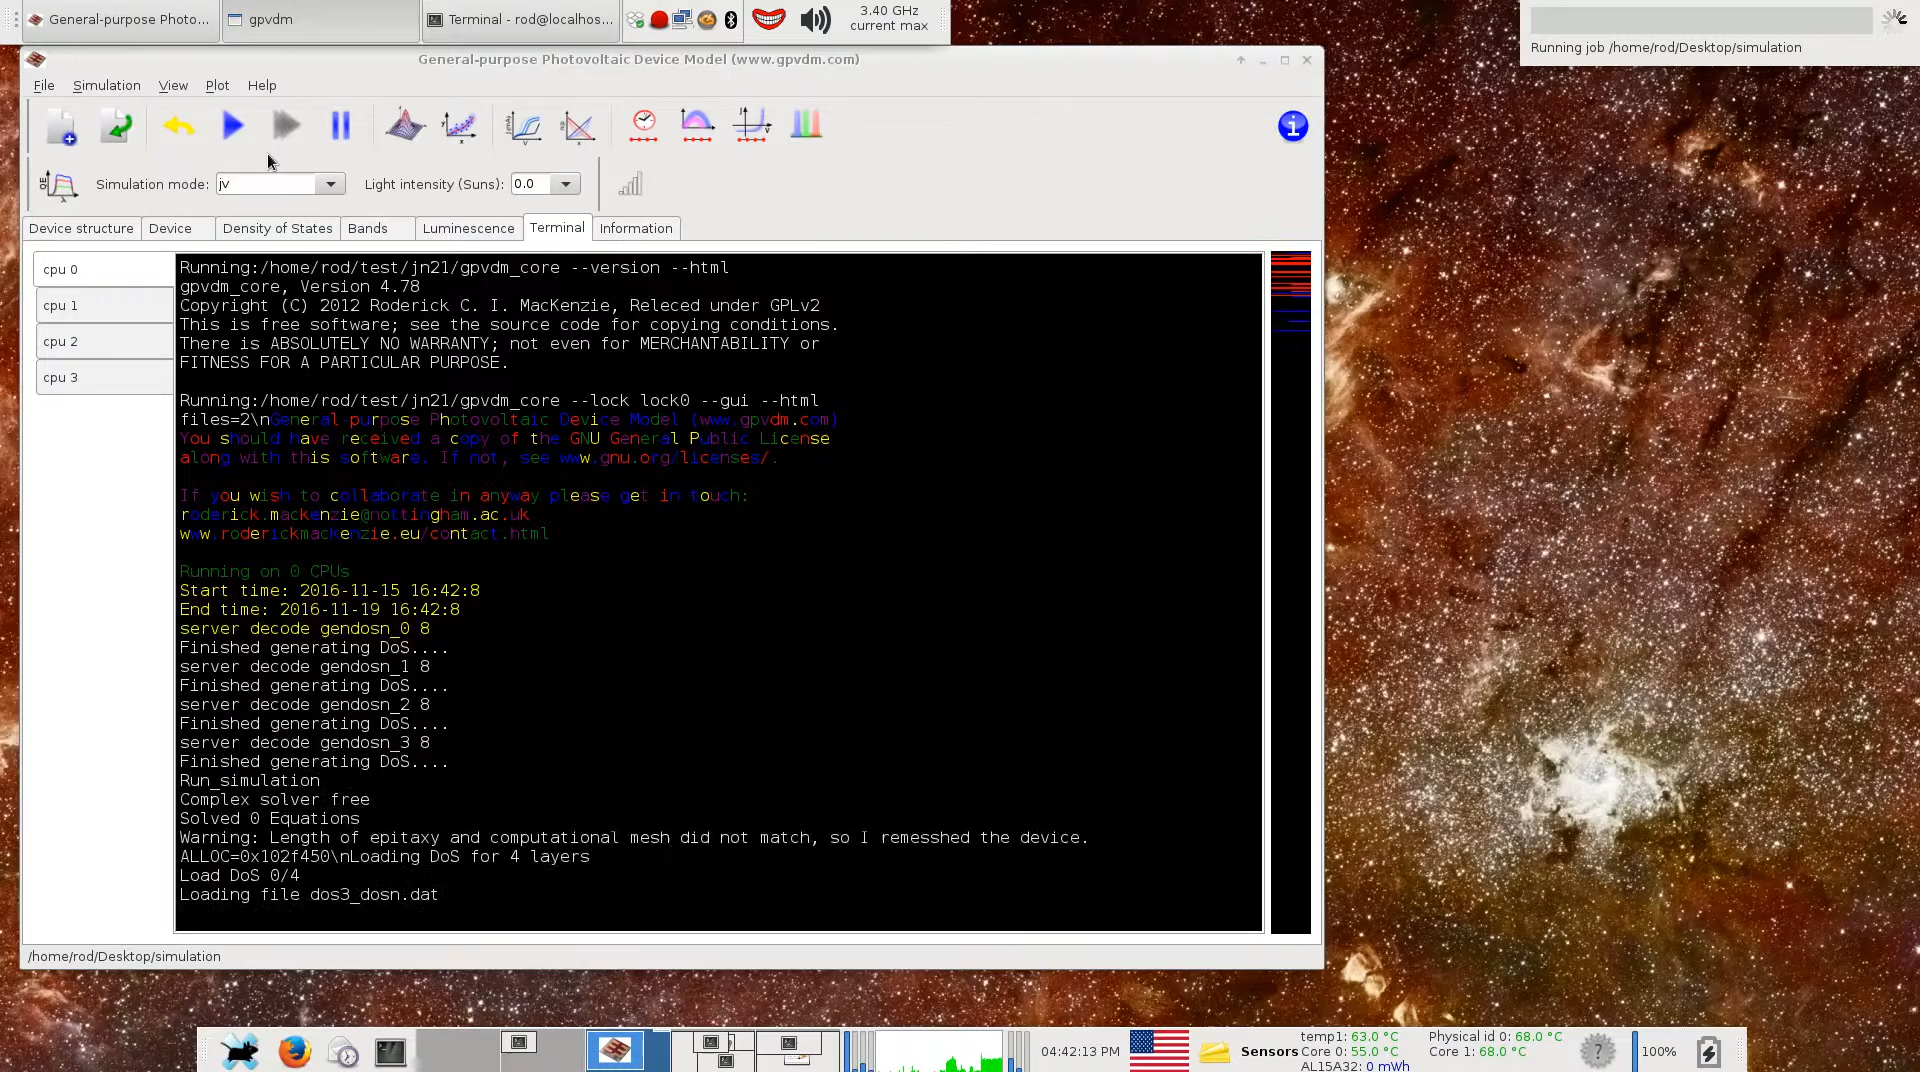 General-purpose Photo...
gpvdm
Terminal - rod@localhos...
3.40 GHz
current max
Running job /home/rod/Desktop/simulation
General-purpose Photovoltaic Device Model (www.gpvdm.com)
File Simulation View Plot Help
Simulation mode: jv Light intensity (Suns): 0.0
Device structure Device Density of States Bands Luminescence Terminal Information
cpu 0
cpu 1
cpu 2
cpu 3
Running:/home/rod/test/jn21/gpvdm_core --version --html
gpvdm_core, Version 4.78
Copyright (C) 2012 Roderick C. I. MacKenzie, Releced under GPLv2
This is free software; see the source code for copying conditions.
There is ABSOLUTELY NO WARRANTY; not even for MERCHANTABILITY or
FITNESS FOR A PARTICULAR PURPOSE.
Running:/home/rod/test/jn21/gpvdm_core --lock lock0 --gui --html
files=2\nGeneral-purpose Photovoltaic Device Model (www.gpvdm.com)
You should have received a copy of the GNU General Public License
along with this software. If not, see www.gnu.org/licenses/.
If you wish to collaborate in anyway please get in touch:
roderick.mackenzie@nottingham.ac.uk
www.roderickmackenzie.eu/contact.html
Running on 0 CPUs
Start time: 2016-11-15 16:42:8
End time: 2016-11-19 16:42:8
server decode gendosn_0 8
Finished generating DoS....
server decode gendosn_1 8
Finished generating DoS....
server decode gendosn_2 8
Finished generating DoS....
server decode gendosn_3 8
Finished generating DoS....
Run_simulation
Complex solver free
Solved 0 Equations
Warning: Length of epitaxy and computational mesh did not match, so I remesshed the device.
ALLOC=0x102f450\nLoading DoS for 4 layers
Load DoS 0/4
Loading file dos3_dosn.dat
/home/rod/Desktop/simulation
04:42:13 PM
Sensors
temp1: 63.0 °C
Core 0: 55.0 °C
AL15A32: 0 mWh
Physical id 0: 68.0 °C
Core 1: 68.0 °C
100%